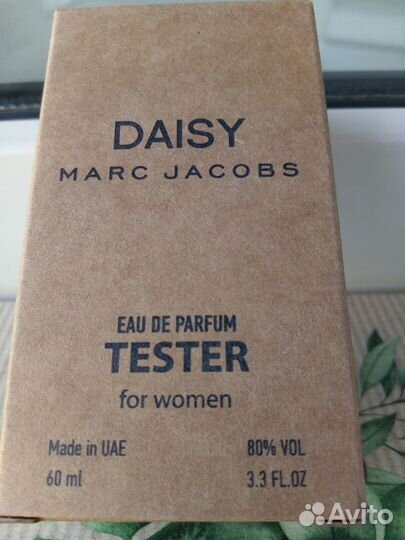 DAISY
MARC JACOBS
EAU DE PARFUM
TESTER
for women
Made in UAE 80% VOL
60 ml 3.3 FL.OZ
Avito